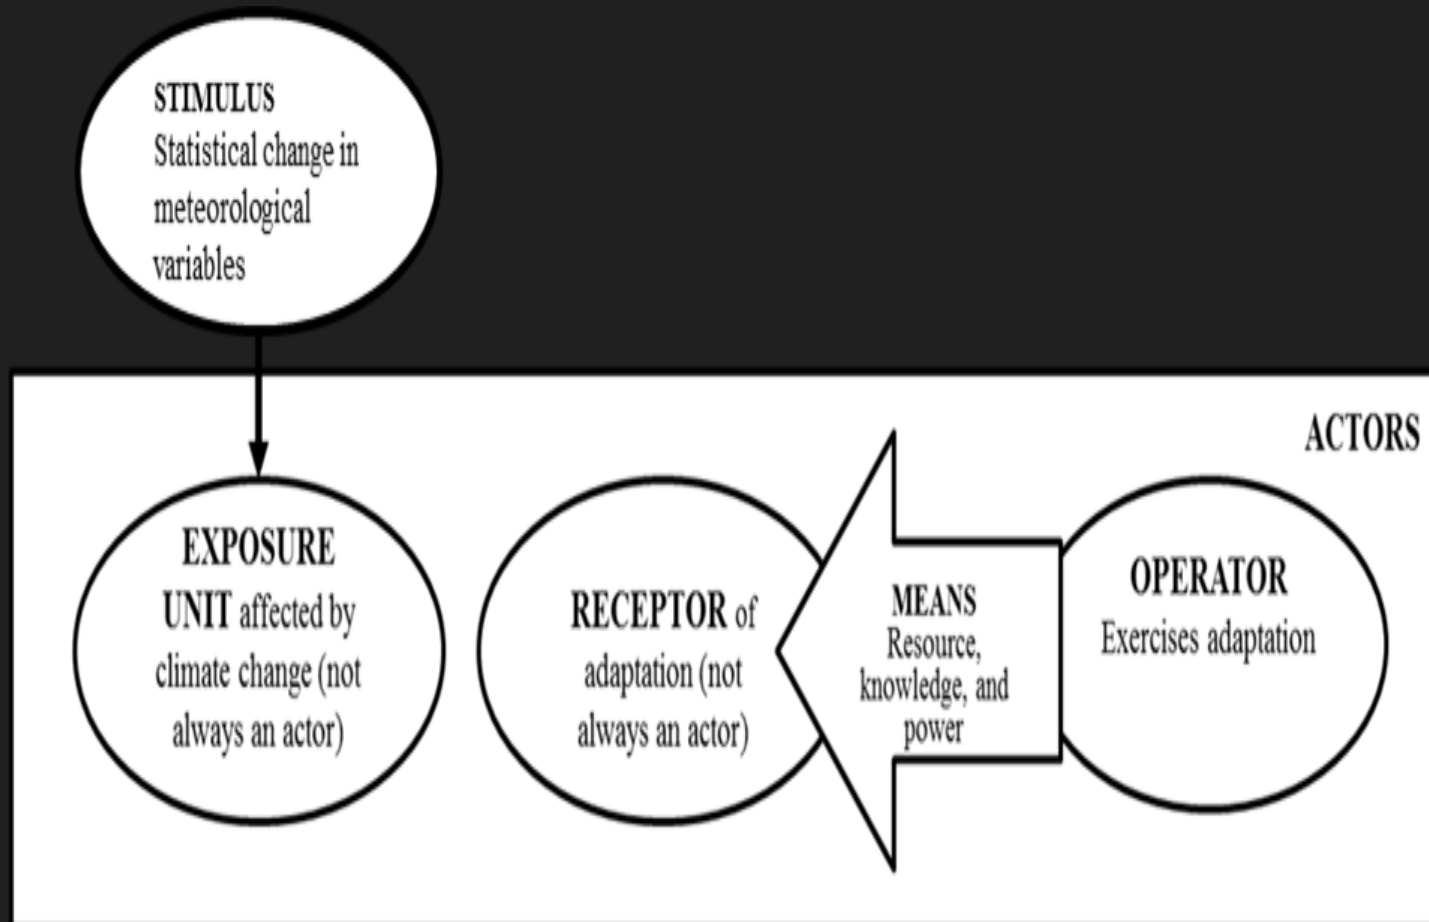 STIMULUS
Statistical change in
meteorological
variables
ACTORS
EXPOSURE
UNIT affected by
climate change (not
always an actor)
RECEPTOR of
adaptation (not
always an actor)
MEANS
Resource,
knowledge, and
power
OPERATOR
Exercises adaptation